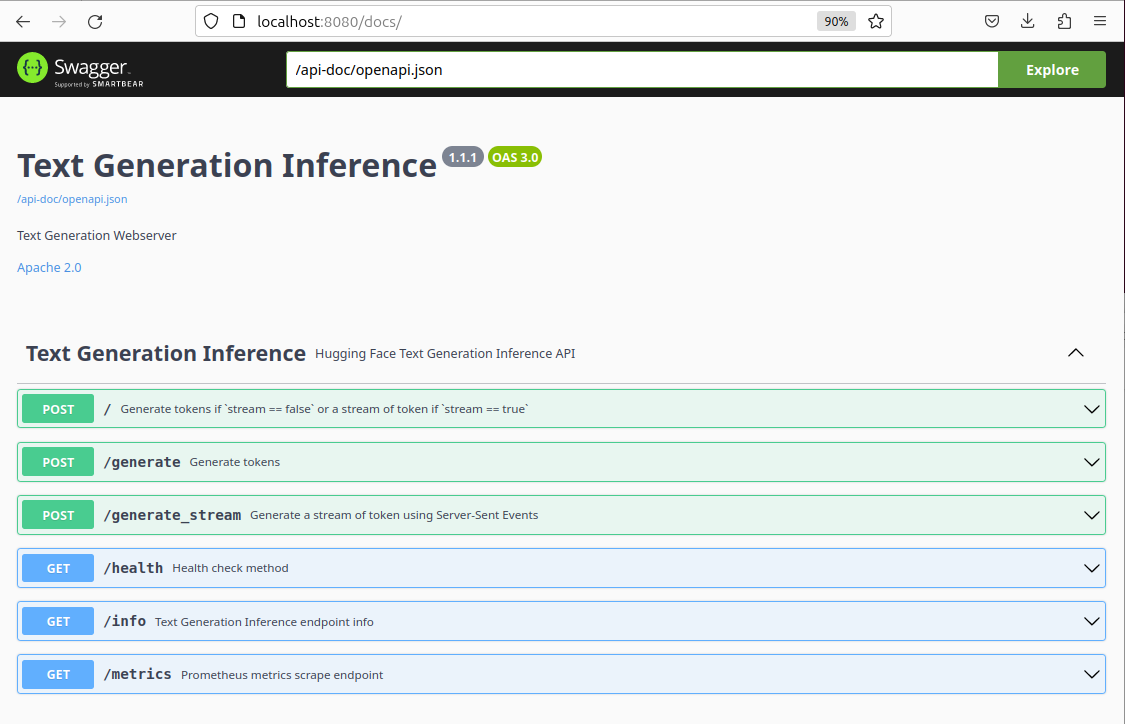 localhost:8080/docs/
90%
Swagger
Supported by SMARTBEAR
/api-doc/openapi.json
Explore
Text Generation Inference 1.1.1 OAS 3.0
/api-doc/openapi.json
Text Generation Webserver
Apache 2.0
Text Generation Inference Hugging Face Text Generation Inference API
POST / Generate tokens if `stream == false` or a stream of token if `stream == true`
POST /generate Generate tokens
POST /generate_stream Generate a stream of token using Server-Sent Events
GET /health Health check method
GET /info Text Generation Inference endpoint info
GET /metrics Prometheus metrics scrape endpoint